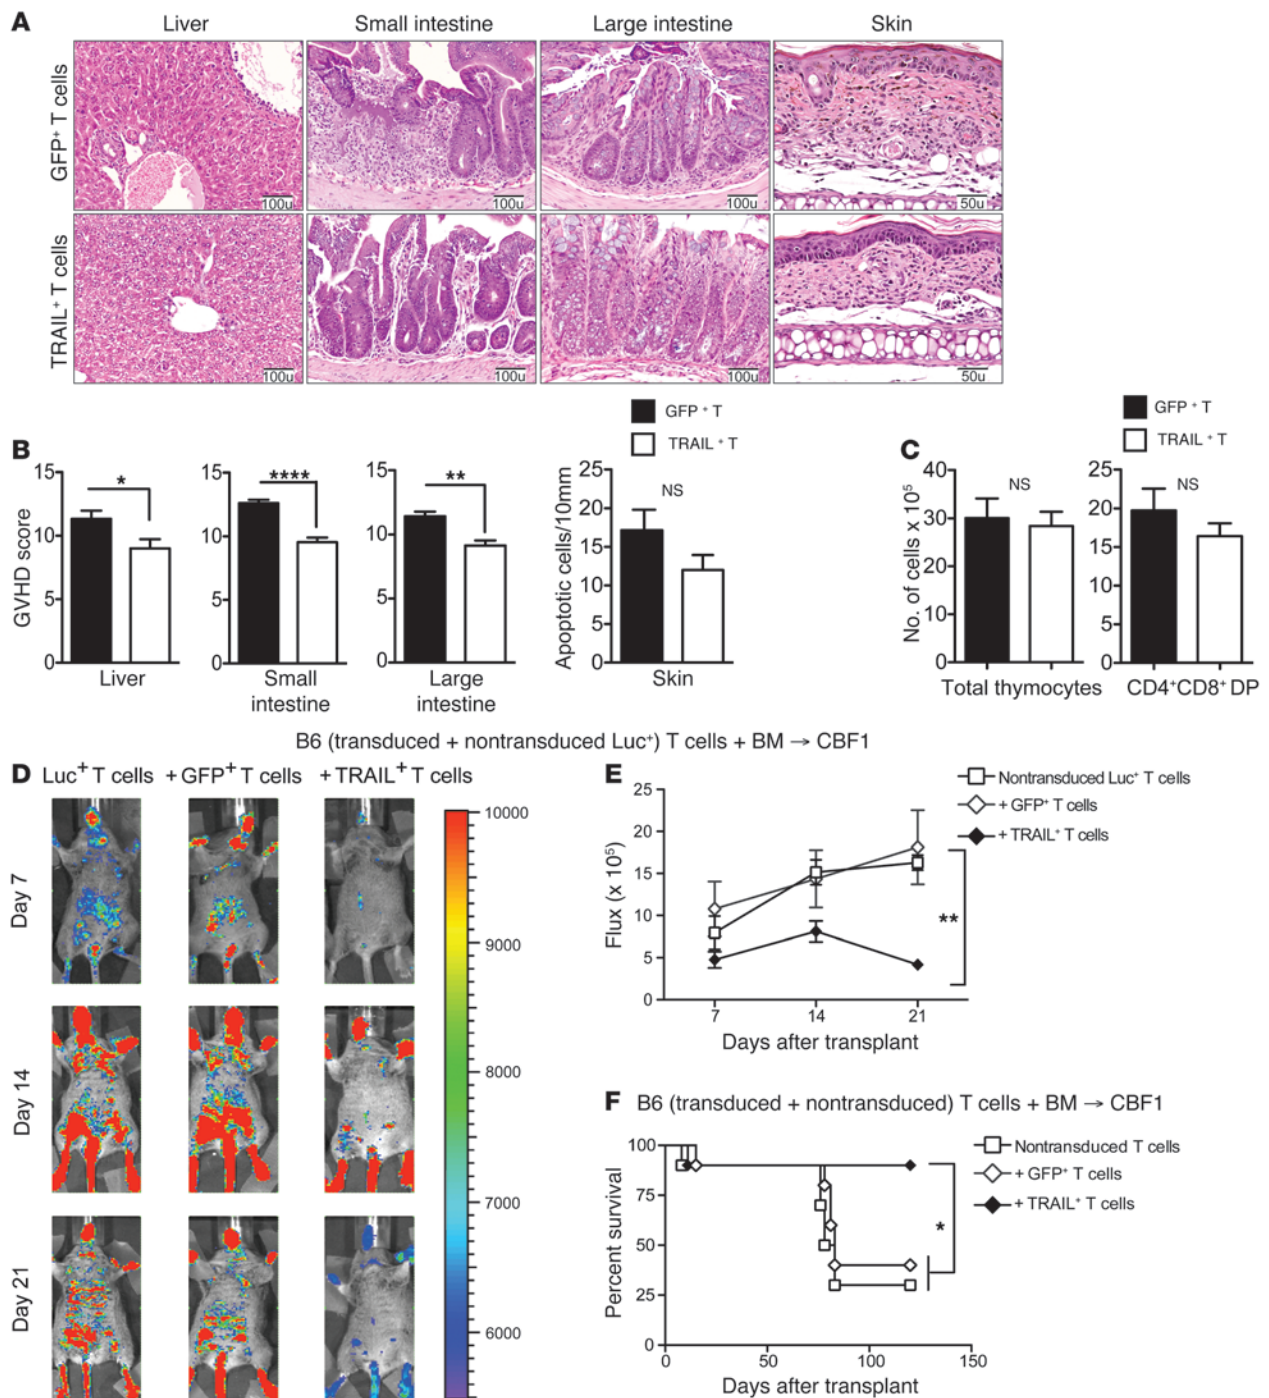 A
Liver
Small intestine
Large intestine
Skin
GFP⁺ T cells
100u
100u
100u
50u
TRAIL⁺ T cells
100u
100u
100u
50u
B
GFP ⁺ T
TRAIL ⁺ T
GVHD score
15
10
5
0
*
Liver
15
10
5
0
****
Small
intestine
15
10
5
0
**
Large
intestine
Apoptotic cells/10mm
25
20
15
10
5
0
NS
Skin
C
GFP ⁺ T
TRAIL ⁺ T
No. of cells x 10⁵
40
30
20
10
0
NS
Total thymocytes
25
20
15
10
5
0
NS
CD4⁺CD8⁺ DP
B6 (transduced + nontransduced Luc⁺) T cells + BM → CBF1
D
Luc⁺ T cells
+ GFP⁺ T cells
+ TRAIL⁺ T cells
Day 7
Day 14
Day 21
10000
9000
8000
7000
6000
E
Nontransduced Luc⁺ T cells
+ GFP⁺ T cells
+ TRAIL⁺ T cells
Flux (x 10⁵)
25
20
15
10
5
0
7
14
21
**
Days after transplant
F B6 (transduced + nontransduced) T cells + BM → CBF1
Nontransduced T cells
+ GFP⁺ T cells
+ TRAIL⁺ T cells
Percent survival
100
75
50
25
0
0
50
100
150
*
Days after transplant